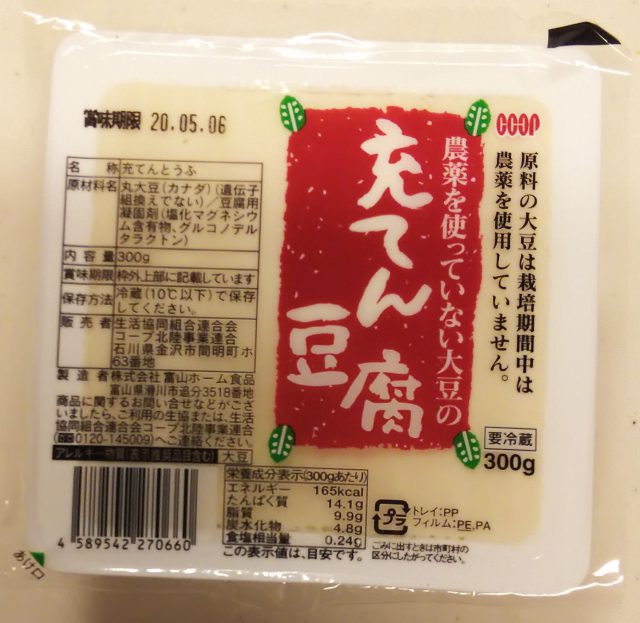 賞味期限 20.05.06
名 称 充てんとうふ
原材料名 丸大豆(カナダ)(遺伝子
組換えでない)/豆腐用
凝固剤(塩化マグネシウ
ム含有物、グルコノデル
タラクトン)
内容量 300g
賞味期限 枠外上部に記載しています
保存方法 冷蔵(10℃以下)で保存
してください。
販売者 生活協同組合連合会
コープ北陸事業連合
石川県金沢市間明町ホ
63番地
製造者 株式会社富山ホーム食品
富山県滑川市追分3518番地
商品に関するお問い合せなどがござ
いましたら、ご利用の生協または、生活
協同組合連合会コープ北陸事業連合
(0120-145009)へご連絡ください。
アレルギー物質(表示推奨品目含む) 大豆
COOP
原料の大豆は栽培期間中は
農薬を使用していません。
農薬を使っていない大豆の
充てん
豆腐
要冷蔵
300g
栄養成分表示(300gあたり)
エネルギー 165kcal
たんぱく質 14.1g
脂質 9.9g
炭水化物 4.8g
食塩相当量 0.24g
この表示値は、目安です。
プラ
トレイ:PP
フィルム:PE,PA
ごみに出すときは市町村の
区分にしたがってください。
4 589542 270660
あけ口